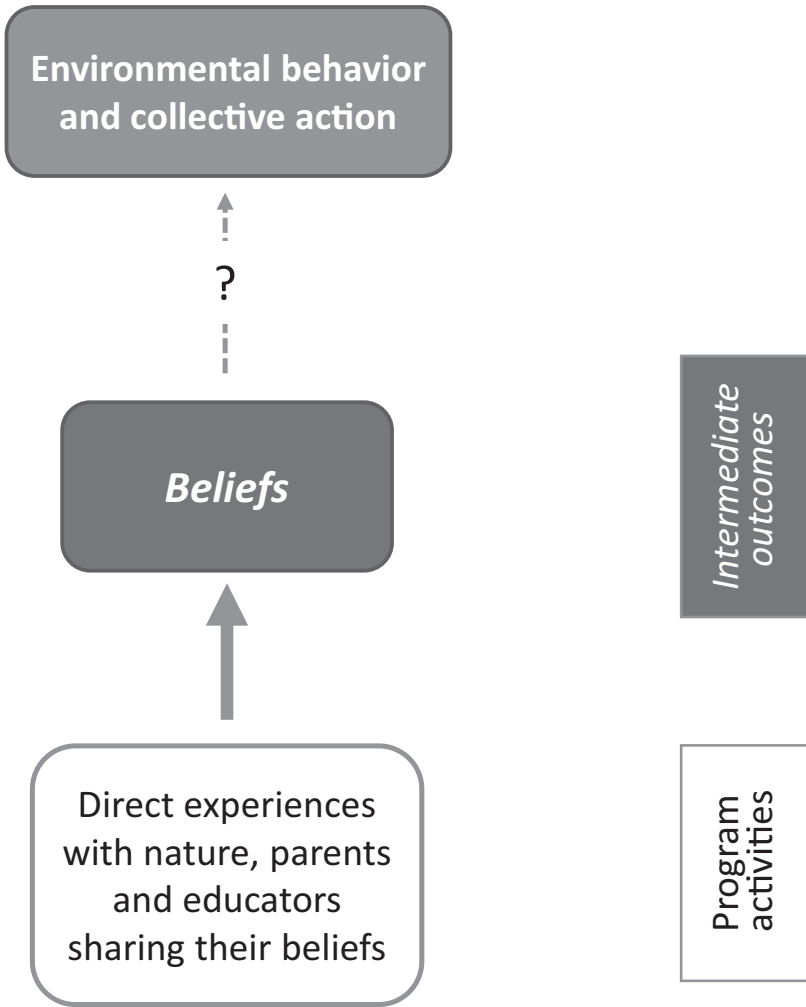 Environmental behavior
and collective action
?
Beliefs
Intermediate
outcomes
Direct experiences
with nature, parents
and educators
sharing their beliefs
Program
activities